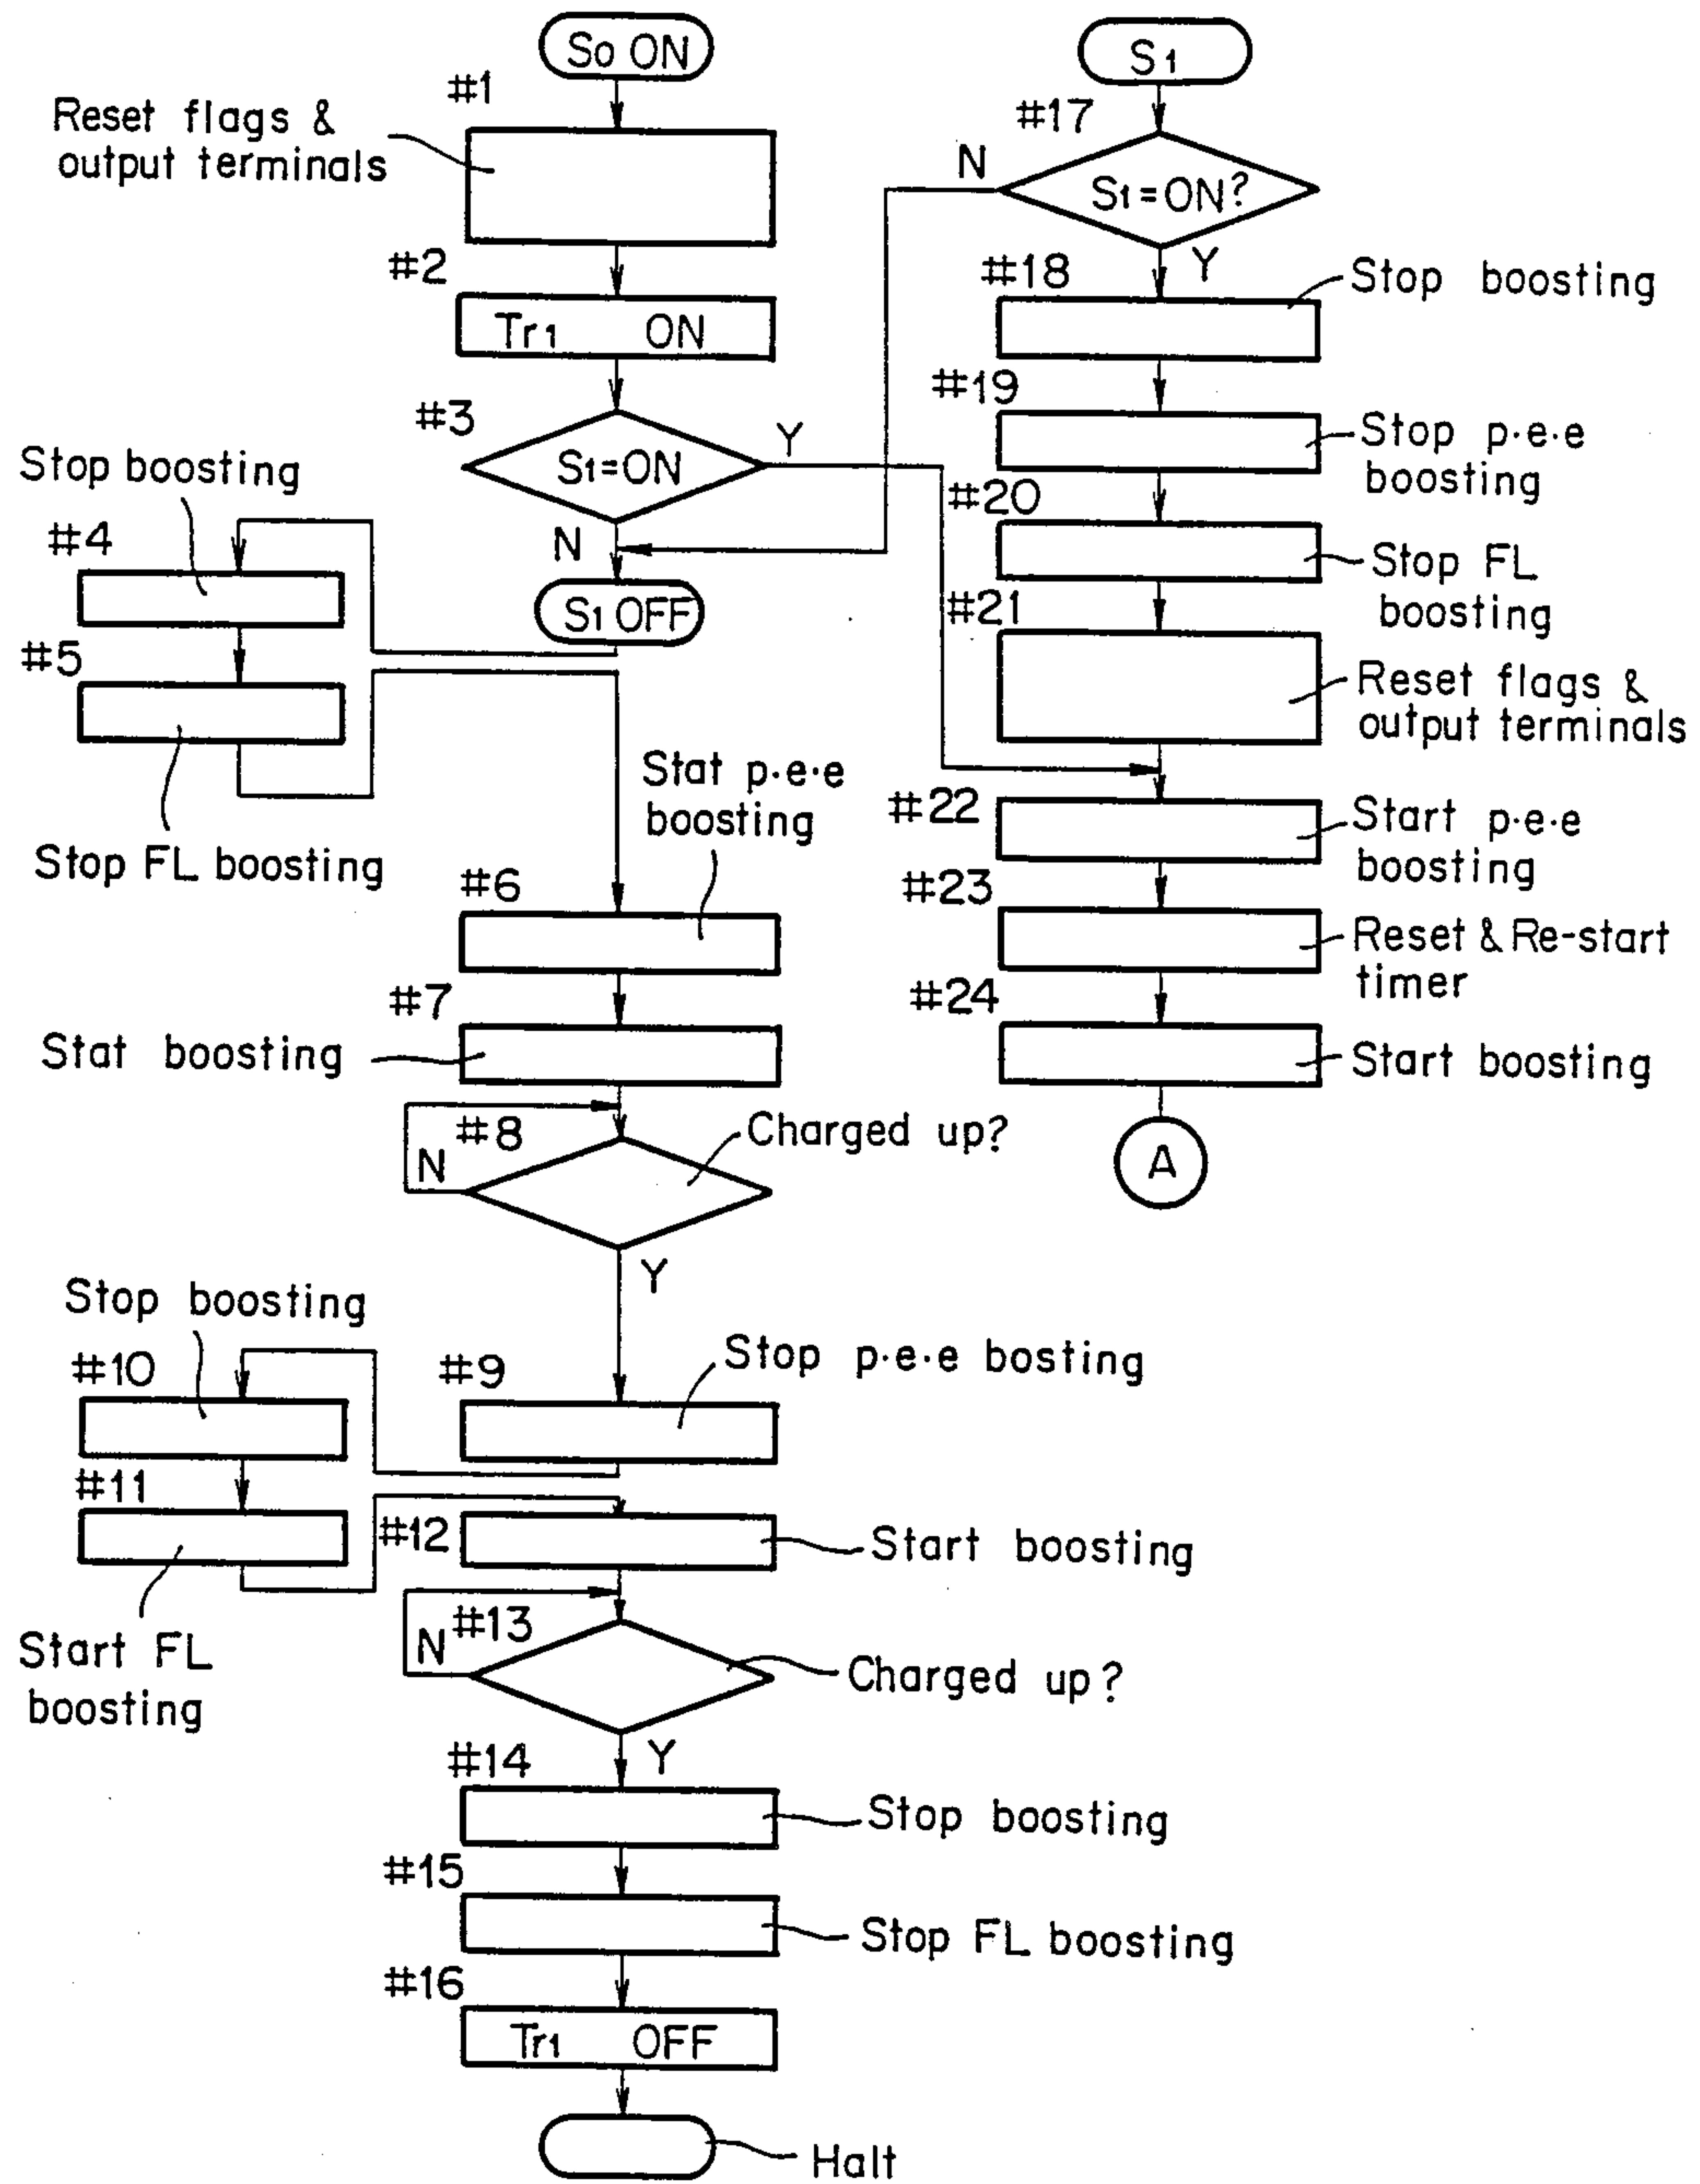 So ON
#1
Reset flags &
output terminals
#2
Tr1 ON
#3
S1=ON
Y
N
Stop boosting
#4
S1 OFF
#5
Stop FL boosting
Stat p·e·e
boosting
#6
#7
Stat boosting
#8
Charged up?
N
Y
Stop boosting
#10
#9
Stop p·e·e bosting
#11
#12
Start boosting
Start FL
boosting
#13
N
Charged up?
Y
#14
Stop boosting
#15
Stop FL boosting
#16
Tr1 OFF
Halt
S1
#17
N
S1=ON?
Y
#18
Stop boosting
#19
Stop p·e·e
boosting
#20
Stop FL
boosting
#21
Reset flags &
output terminals
#22
Start p·e·e
boosting
#23
Reset & Re-start
timer
#24
Start boosting
A